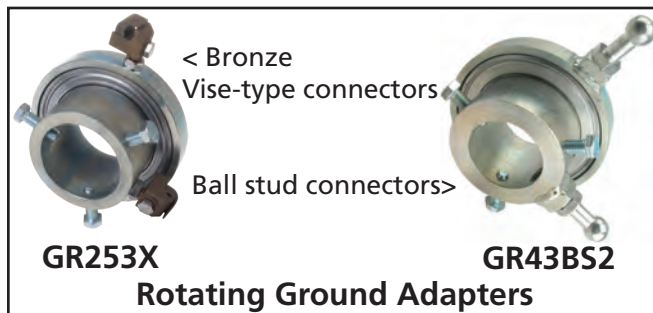 < Bronze
Vise-type connectors
Ball stud connectors>
GR253X
GR43BS2
Rotating Ground Adapters